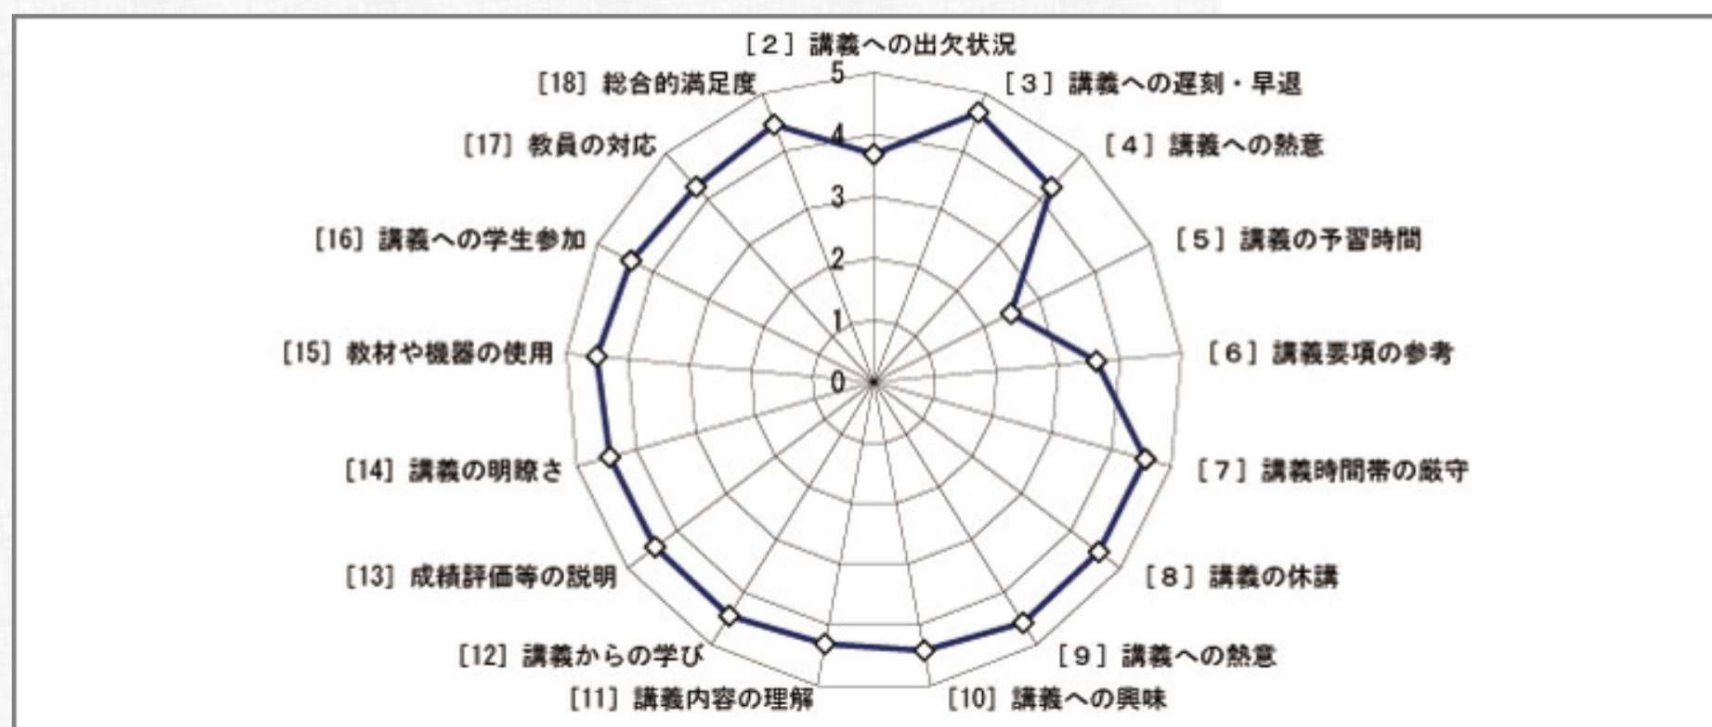 [２] 講義への出欠状況
[３] 講義への遅刻・早退
[４] 講義への熱意
[５] 講義の予習時間
[６] 講義要項の参考
[７] 講義時間帯の厳守
[８] 講義の休講
[９] 講義への熱意
[10] 講義への興味
[11] 講義内容の理解
[12] 講義からの学び
[13] 成績評価等の説明
[14] 講義の明瞭さ
[15] 教材や機器の使用
[16] 講義への学生参加
[17] 教員の対応
[18] 総合的満足度
5
4
3
2
1
0